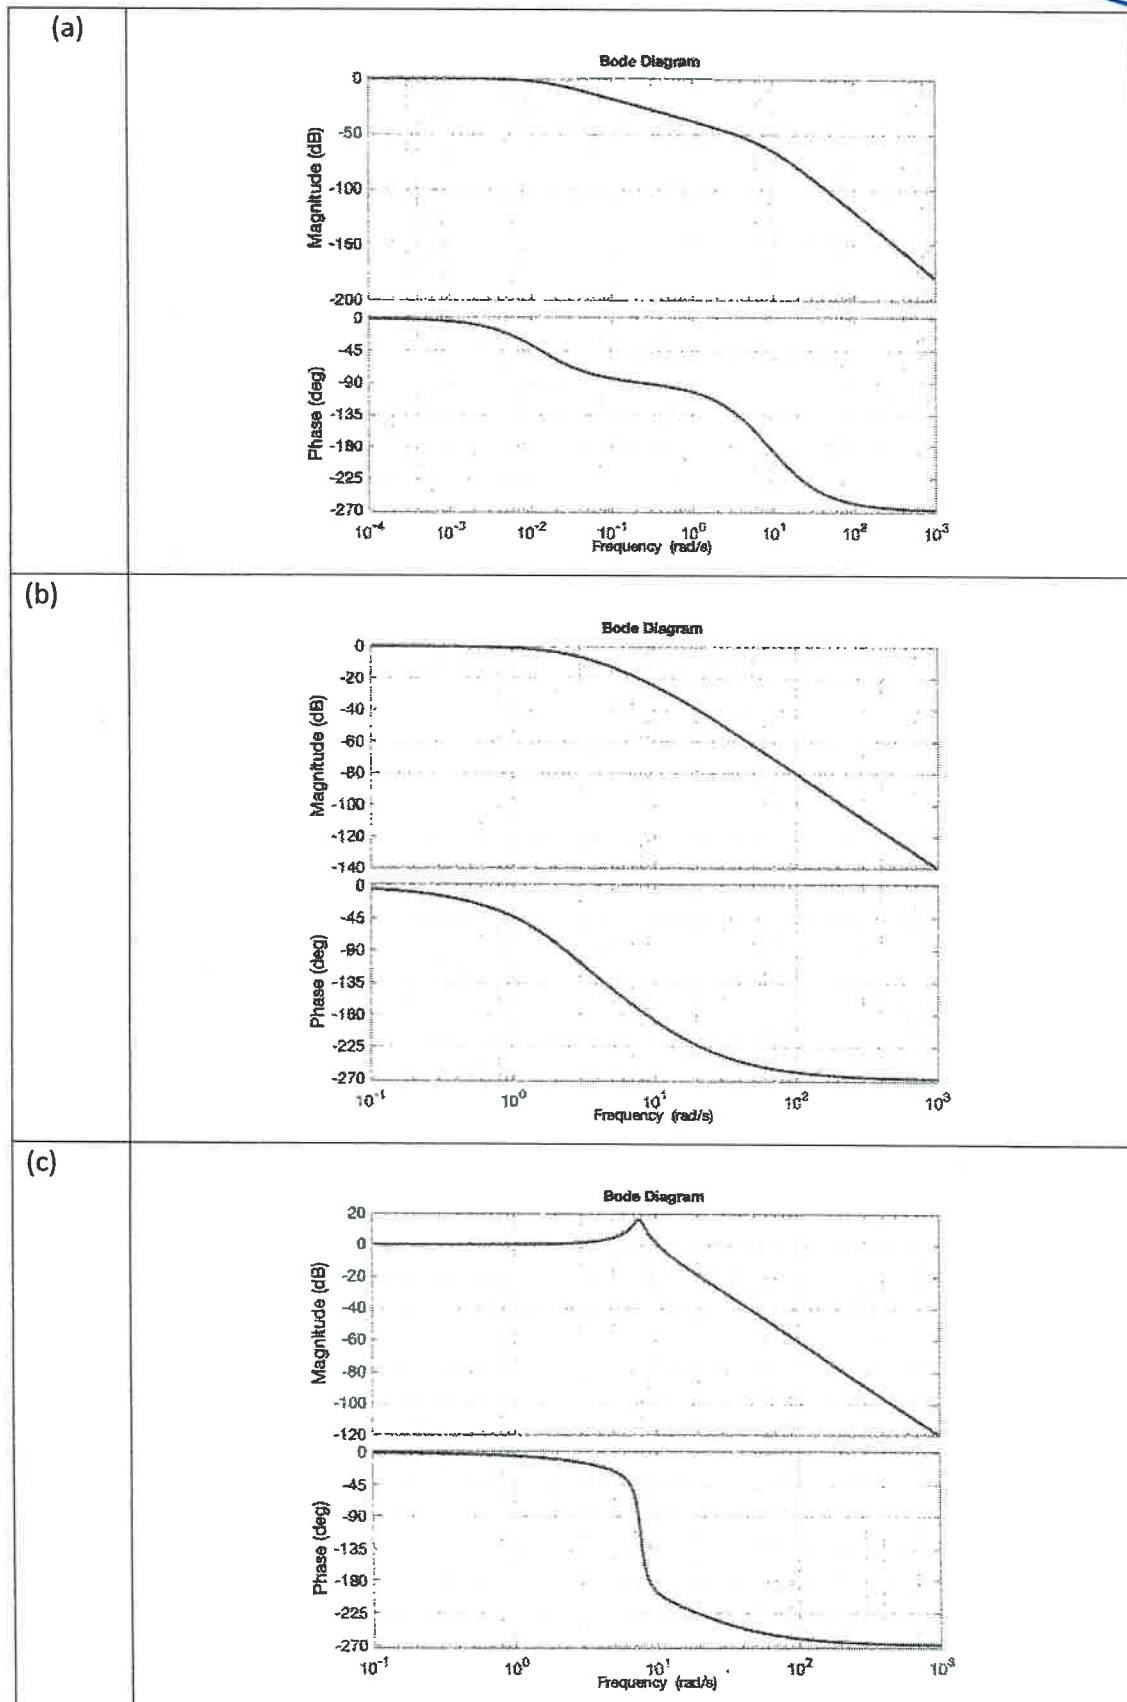 (a)
Bode Diagram
Magnitude (dB)
0
-50
-100
-150
-200
Phase (deg)
0
-45
-90
-135
-180
-225
-270
10^-4 10^-3 10^-2 10^-1 10^0 10^1 10^2 10^3
Frequency (rad/s)
(b)
Bode Diagram
Magnitude (dB)
0
-20
-40
-60
-80
-100
-120
-140
Phase (deg)
0
-45
-90
-135
-180
-225
-270
10^-1 10^0 10^1 10^2 10^3
Frequency (rad/s)
(c)
Bode Diagram
Magnitude (dB)
20
0
-20
-40
-60
-80
-100
-120
Phase (deg)
0
-45
-90
-135
-180
-225
-270
10^-1 10^0 10^1 10^2 10^3
Frequency (rad/s)